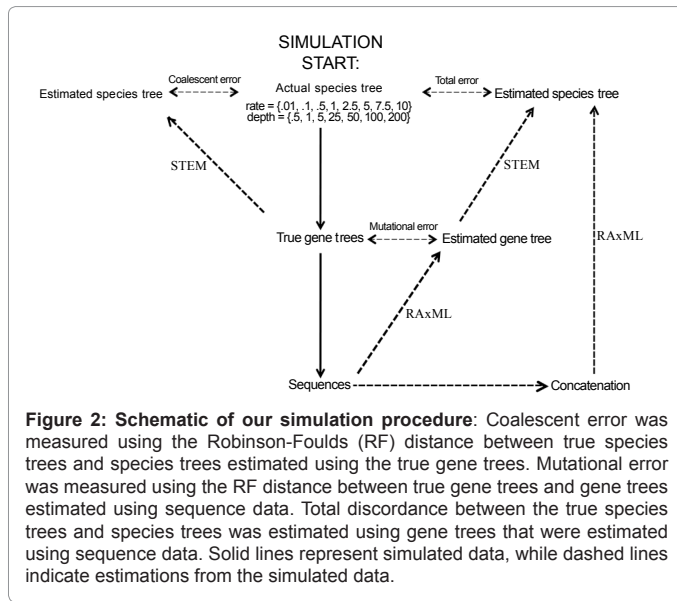 SIMULATION
START:
Coalescent error
Total error
Estimated species tree
Actual species tree
Estimated species tree
rate = {.01, .1, .5, 1, 2.5, 5, 7.5, 10}
depth = {.5, 1, 5, 25, 50, 100, 200}
STEM
STEM
Mutational error
True gene trees
Estimated gene tree
RAxML
RAxML
Sequences
Concatenation
Figure 2: Schematic of our simulation procedure: Coalescent error was
measured using the Robinson-Foulds (RF) distance between true species
trees and species trees estimated using the true gene trees. Mutational error
was measured using the RF distance between true gene trees and gene trees
estimated using sequence data. Total discordance between the true species
trees and species trees was estimated using gene trees that were estimated
using sequence data. Solid lines represent simulated data, while dashed lines
indicate estimations from the simulated data.